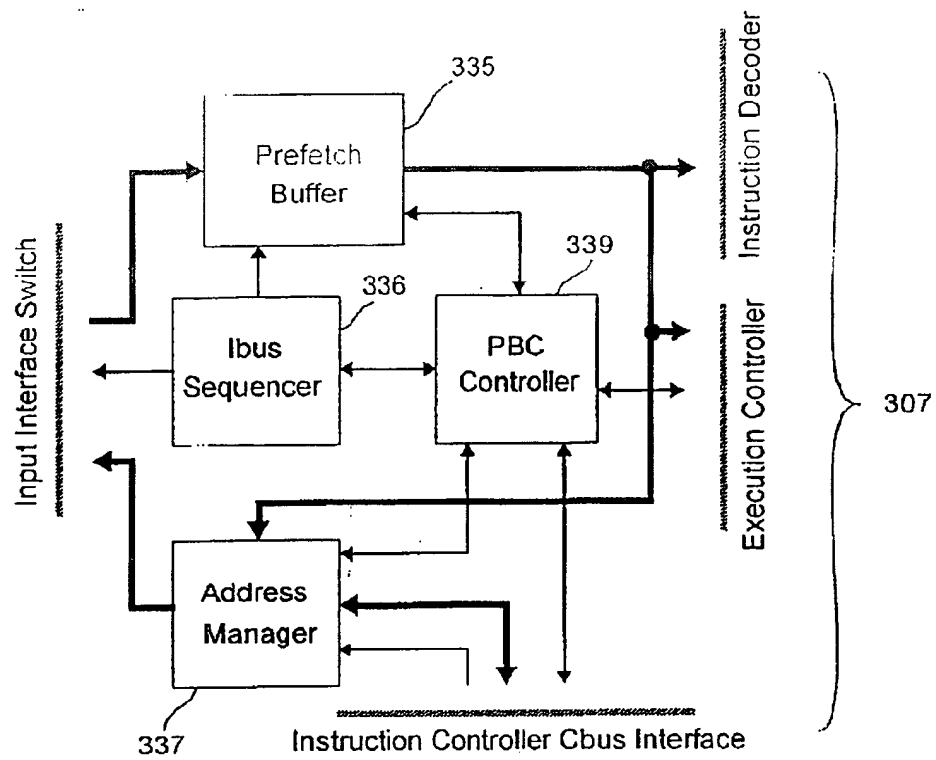 335
Prefetch
Buffer
Instruction Decoder
339
336
Input Interface Switch
Ibus
Sequencer
PBC
Controller
Execution Controller
307
Address
Manager
337
Instruction Controller Cbus Interface